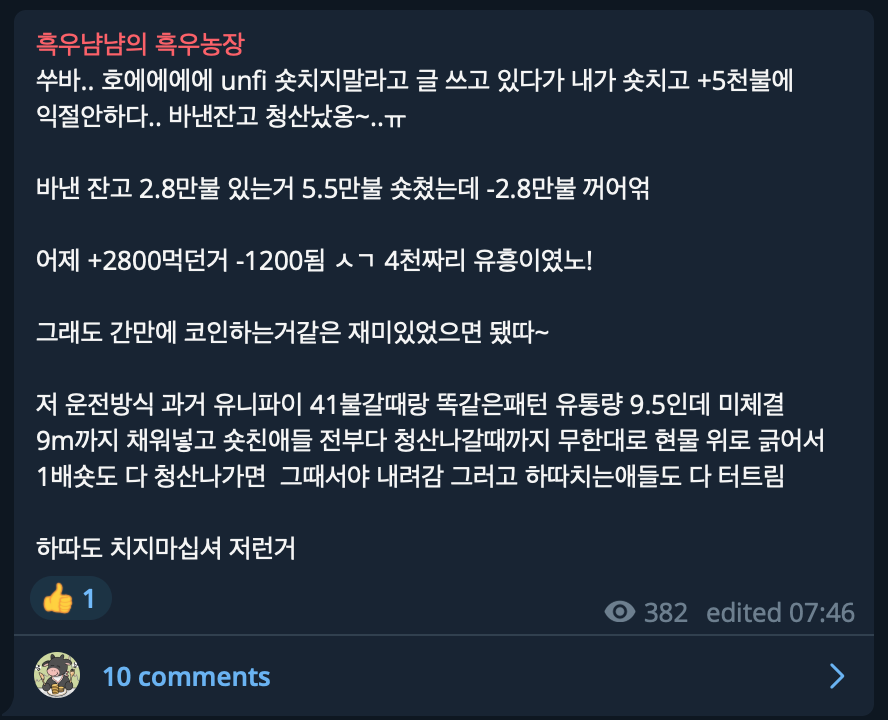 흑우냠냠의 흑우농장
쑤바.. 호에에에에 unfi 숏치지말라고 글 쓰고 있다가 내가 숏치고 +5천불에
익절안하다.. 바낸잔고 청산났옹~..ㅠ
바낸 잔고 2.8만불 있는거 5.5만불 숏쳤는데 -2.8만불 꺼어얶
어제 +2800먹던거 -1200됨 ㅅㄱ 4천짜리 유흥이였노!
그래도 간만에 코인하는거같은 재미있었으면 됐따~
저 운전방식 과거 유니파이 41불갈때랑 똑같은패턴 유통량 9.5인데 미체결
9m까지 채워넣고 숏친애들 전부다 청산나갈때까지 무한대로 현물 위로 긁어서
1배숏도 다 청산나가면  그때서야 내려감 그러고 하따치는애들도 다 터트림
하따도 치지마십셔 저런거
👍 1
382 edited 07:46
10 comments